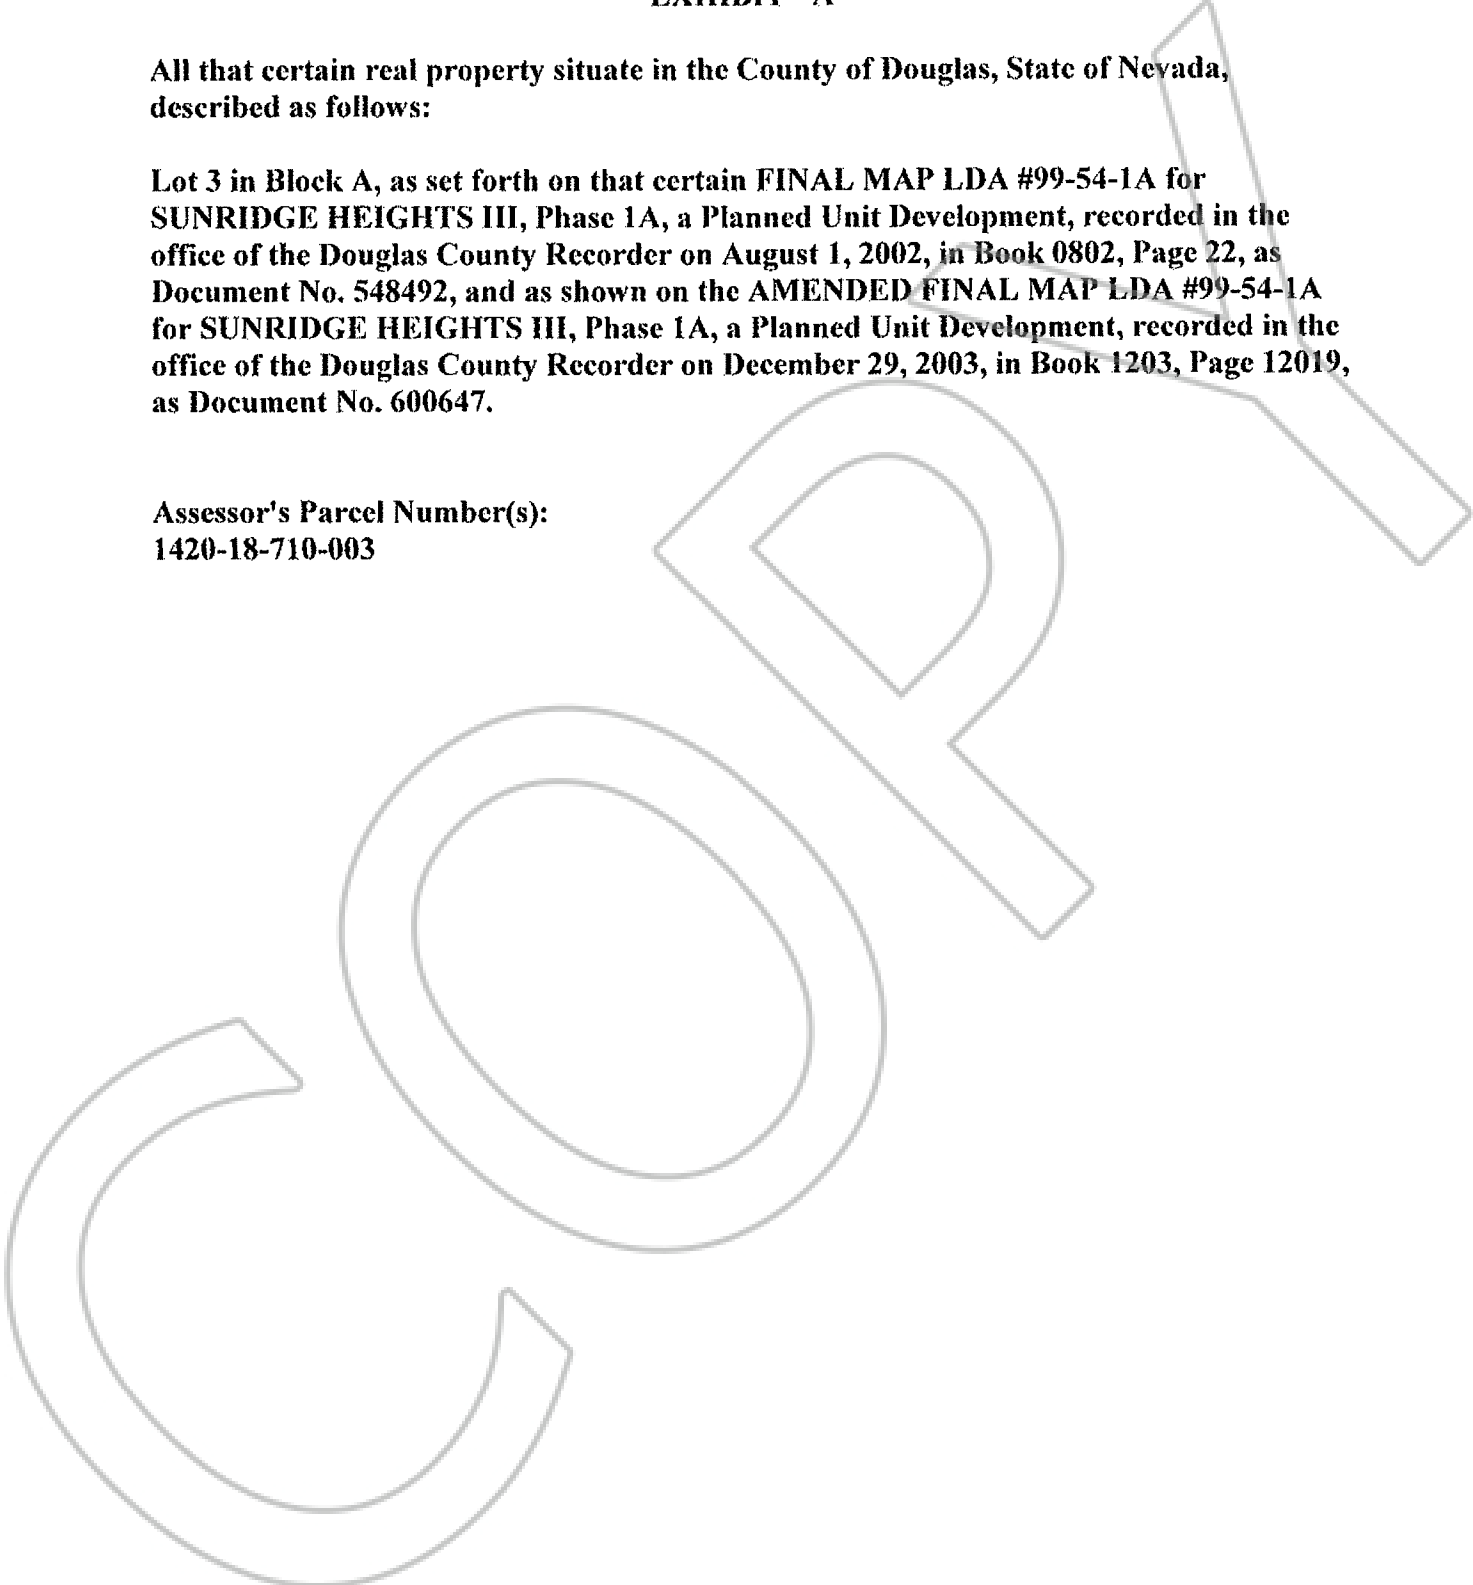 All that certain real property situate in the County of Douglas, State of Nevada,
described as follows:
Lot 3 in Block A, as set forth on that certain FINAL MAP LDA #99-54-1A for
SUNRIDGE HEIGHTS III, Phase 1A, a Planned Unit Development, recorded in the
office of the Douglas County Recorder on August 1, 2002, in Book 0802, Page 22, as
Document No. 548492, and as shown on the AMENDED FINAL MAP LDA #99-54-1A
for SUNRIDGE HEIGHTS III, Phase 1A, a Planned Unit Development, recorded in the
office of the Douglas County Recorder on December 29, 2003, in Book 1203, Page 12019,
as Document No. 600647.
Assessor's Parcel Number(s):
1420-18-710-003
COPY